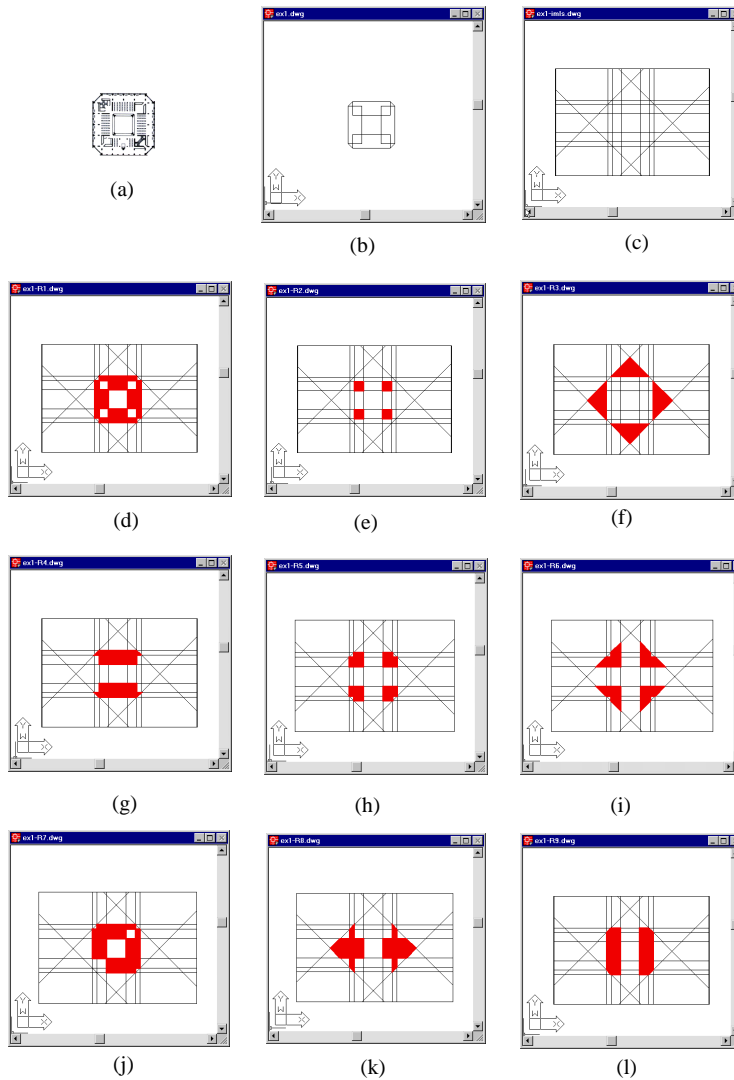 ex1.dwg
ex1-imls.dwg
(a)
Y
W
X
(b)
(c)
ex1-R1.dwg
ex1-R2.dwg
ex1-R3.dwg
Y
W
X
Y
W
X
Y
W
X
(d)
(e)
(f)
ex1-R4.dwg
ex1-R5.dwg
ex1-R6.dwg
Y
W
X
Y
W
X
Y
W
X
(g)
(h)
(i)
ex1-R7.dwg
ex1-R8.dwg
ex1-R9.dwg
Y
W
X
Y
W
X
Y
W
X
(j)
(k)
(l)